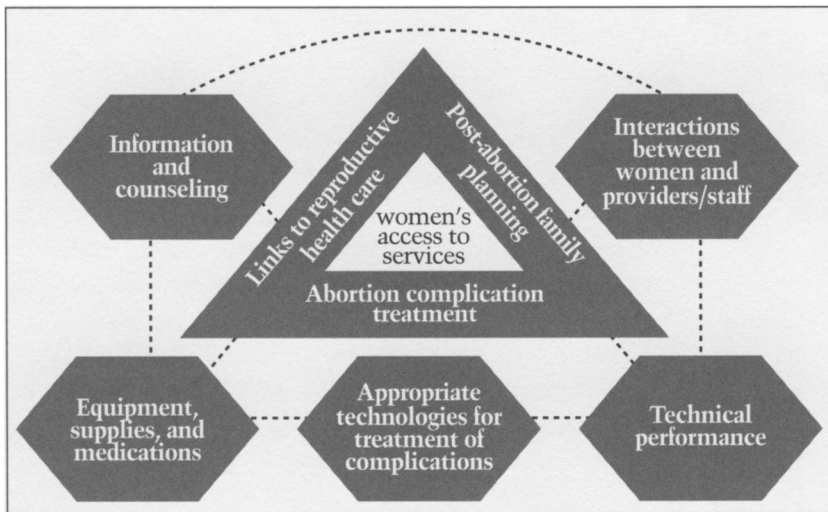 Information
and
counseling
Interactions
between
women and
providers/staff
Links to reproductive
health care
Post-abortion family
planning
women's
access to
services
Abortion complication
treatment
Equipment,
supplies, and
medications
Appropriate
technologies for
treatment of
complications
Technical
performance